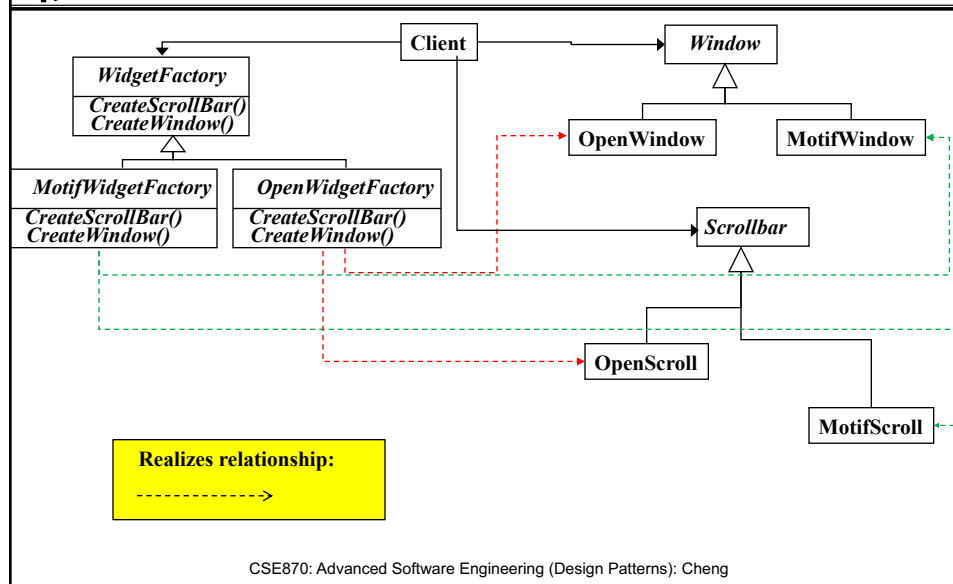 Client
Window
WidgetFactory
CreateScrollBar()
CreateWindow()
OpenWindow
MotifWindow
MotifWidgetFactory
CreateScrollBar()
CreateWindow()
OpenWidgetFactory
CreateScrollBar()
CreateWindow()
Scrollbar
OpenScroll
MotifScroll
Realizes relationship:
CSE870: Advanced Software Engineering (Design Patterns): Cheng